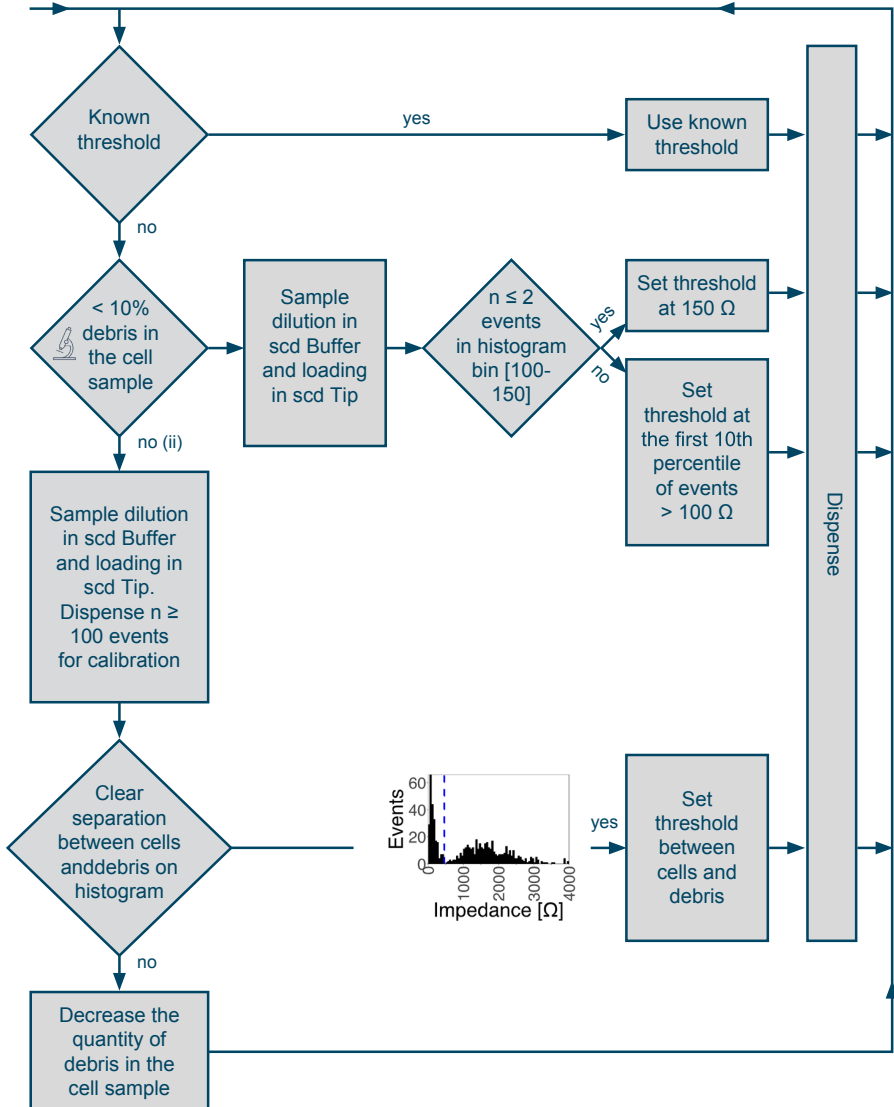 Known
threshold
yes
Use known
threshold
no
< 10%
debris in
the cell
sample
Sample
dilution in
scd Buffer
and loading
in scd Tip
n ≤ 2
events
in histogram
bin [100-
150]
yes
Set threshold
at 150 Ω
no
Set
threshold at
the first 10th
percentile
of events
> 100 Ω
Dispense
no (ii)
Sample dilution
in scd Buffer
and loading in
scd Tip.
Dispense n ≥
100 events
for calibration
Clear
separation
between cells
anddebris on
histogram
Events
60
40
20
0
0
1000
2000
3000
4000
Impedance [Ω]
yes
Set
threshold
between
cells and
debris
no
Decrease the
quantity of
debris in the
cell sample